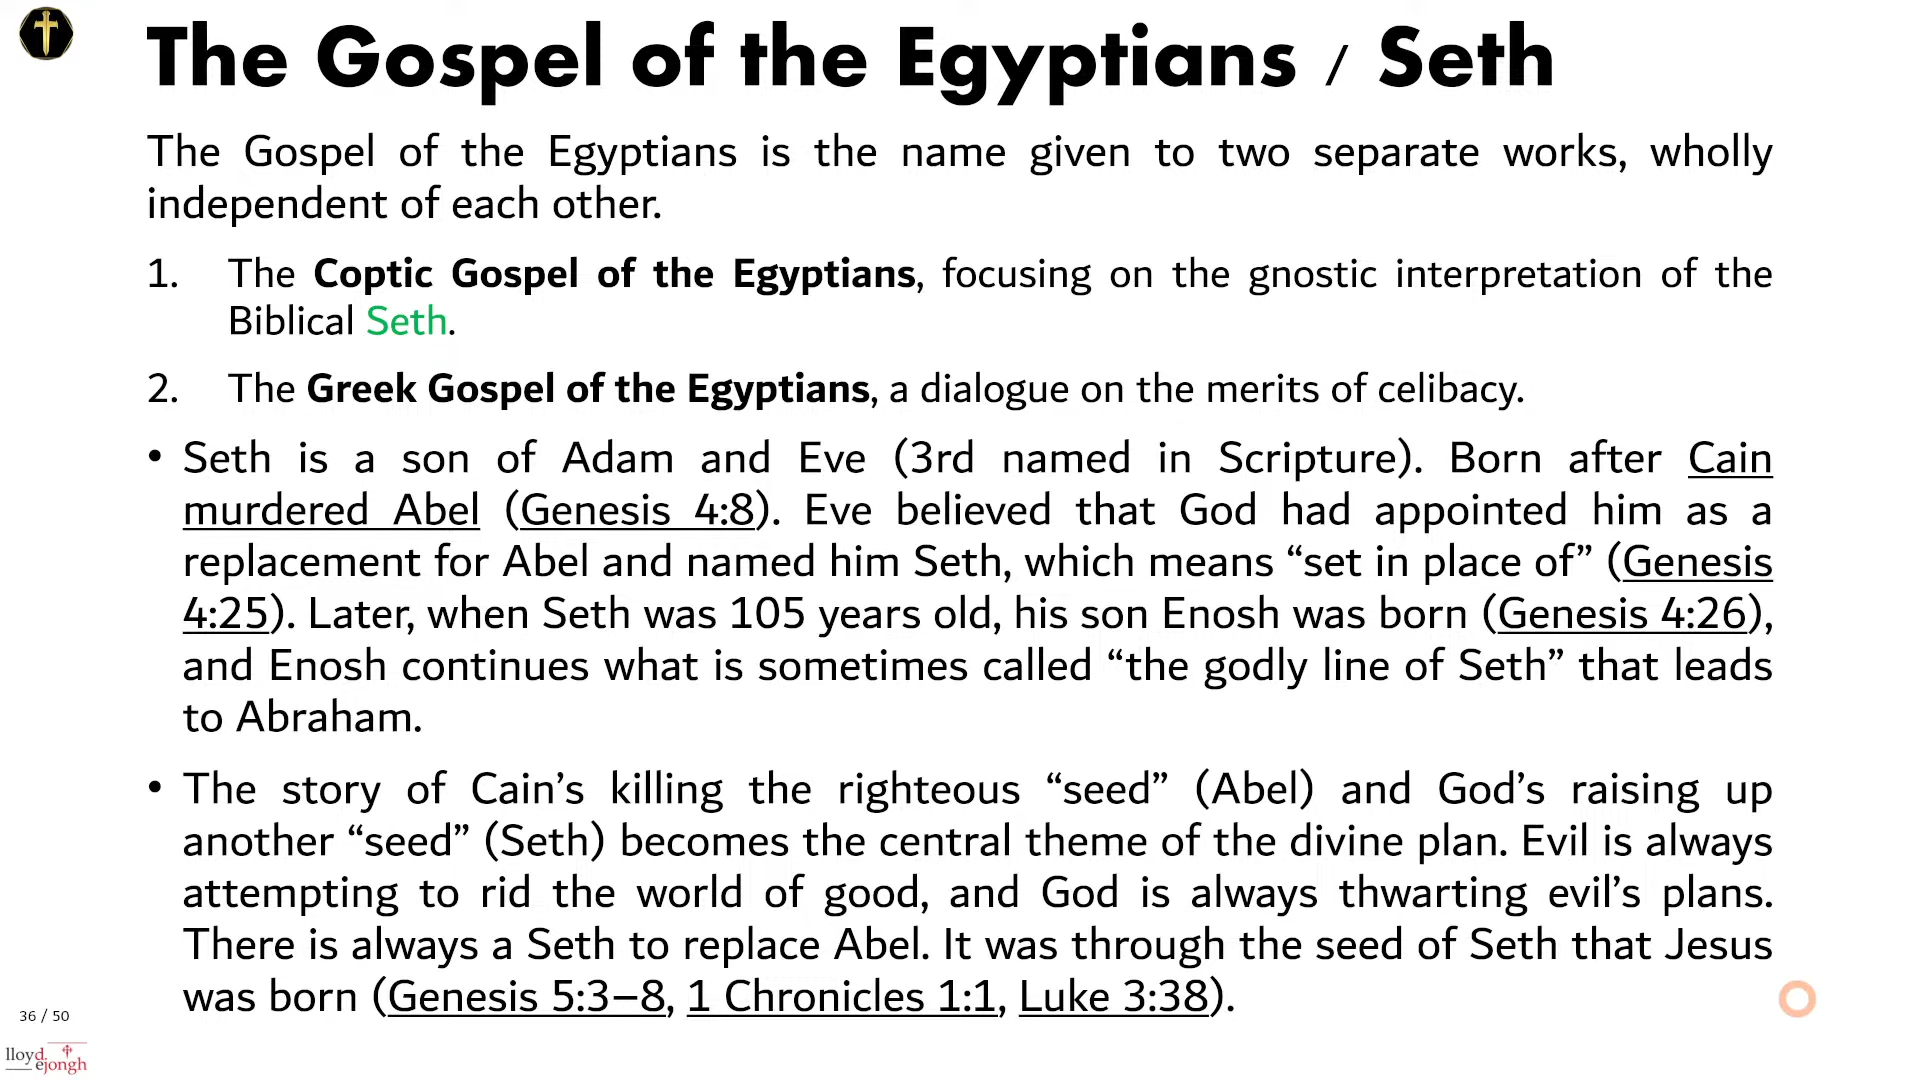 The Gospel of the Egyptians / Seth
The Gospel of the Egyptians is the name given to two separate works, wholly
independent of each other.
1. The Coptic Gospel of the Egyptians, focusing on the gnostic interpretation of the
Biblical Seth.
2. The Greek Gospel of the Egyptians, a dialogue on the merits of celibacy.
• Seth is a son of Adam and Eve (3rd named in Scripture). Born after Cain
murdered Abel (Genesis 4:8). Eve believed that God had appointed him as a
replacement for Abel and named him Seth, which means “set in place of” (Genesis
4:25). Later, when Seth was 105 years old, his son Enosh was born (Genesis 4:26),
and Enosh continues what is sometimes called “the godly line of Seth” that leads
to Abraham.
• The story of Cain’s killing the righteous “seed” (Abel) and God’s raising up
another “seed” (Seth) becomes the central theme of the divine plan. Evil is always
attempting to rid the world of good, and God is always thwarting evil’s plans.
There is always a Seth to replace Abel. It was through the seed of Seth that Jesus
was born (Genesis 5:3–8, 1 Chronicles 1:1, Luke 3:38).
36 / 50
lloyd
ejongh